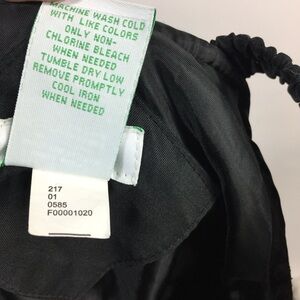 MACHINE WASH COLD
WITH LIKE COLORS
ONLY NON-
CHLORINE BLEACH
WHEN NEEDED
TUMBLE DRY LOW
REMOVE PROMPTLY
COOL IRON
WHEN NEEDED
217
01
0585
F00001020